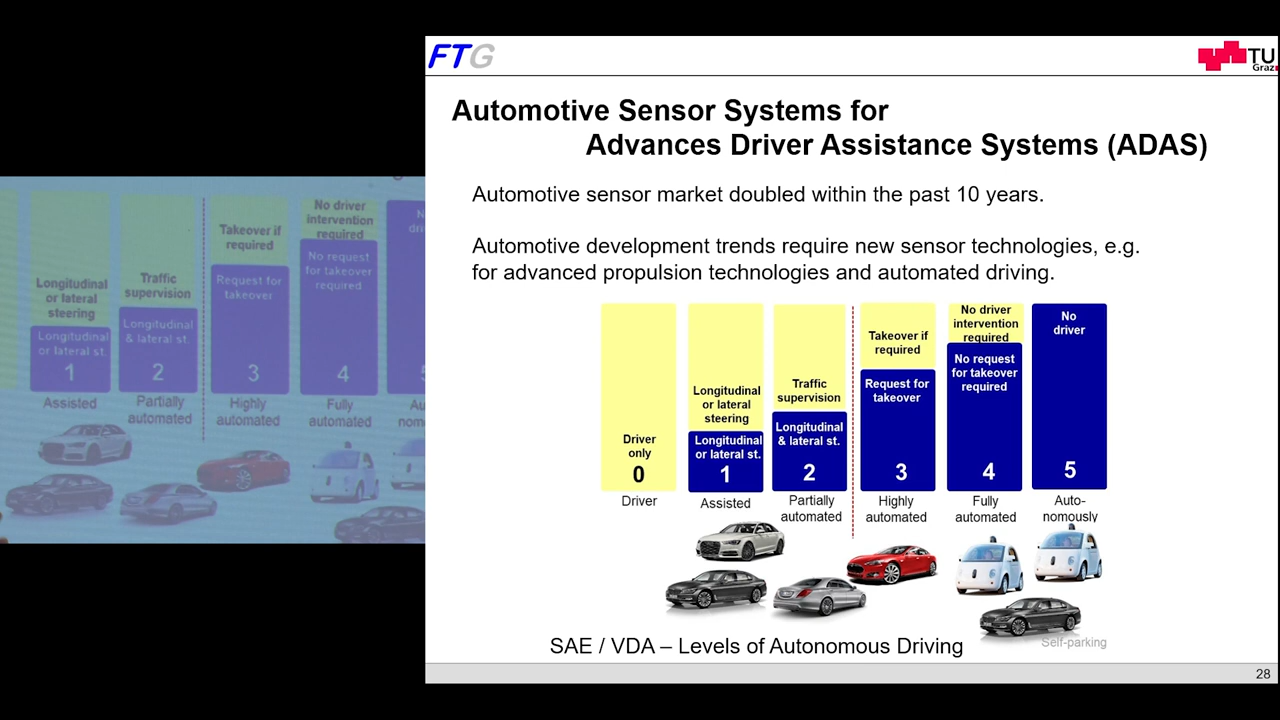 FTG
TU
Graz
Automotive Sensor Systems for
Advances Driver Assistance Systems (ADAS)
Automotive sensor market doubled within the past 10 years.
Automotive development trends require new sensor technologies, e.g.
for advanced propulsion technologies and automated driving.
Driver
only
0
Driver
Longitudinal
or lateral
steering
Longitudinal
or lateral st.
1
Assisted
Traffic
supervision
Longitudinal
& lateral st.
2
Partially
automated
Takeover if
required
Request for
takeover
3
Highly
automated
No driver
intervention
required
No request
for takeover
required
4
Fully
automated
No
driver
5
Auto-
nomously
Self-parking
SAE / VDA – Levels of Autonomous Driving
28
Longitudinal
or lateral
steering
Longitudinal
or lateral st.
1
Assisted
Traffic
supervision
Longitudinal
& lateral st.
2
Partially
automated
Takeover if
required
Request for
takeover
3
Highly
automated
No driver
intervention
required
No request
for takeover
required
4
Fully
automated